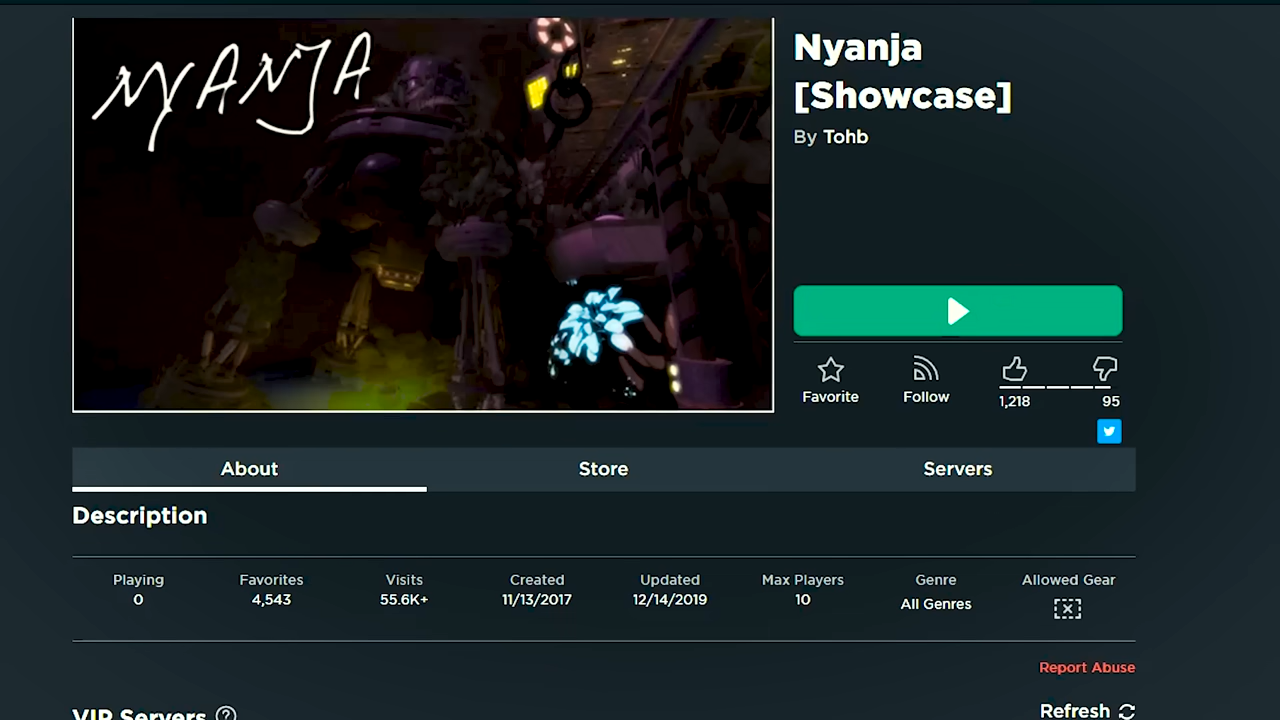 NYANJA
Nyanja
[Showcase]
By Tohb
Favorite
Follow
1,218
95
About
Store
Servers
Description
Playing
Favorites
Visits
Created
Updated
Max Players
Genre
Allowed Gear
0
4,543
55.6K+
11/13/2017
12/14/2019
10
All Genres
Report Abuse
VIP Servers ?
Refresh